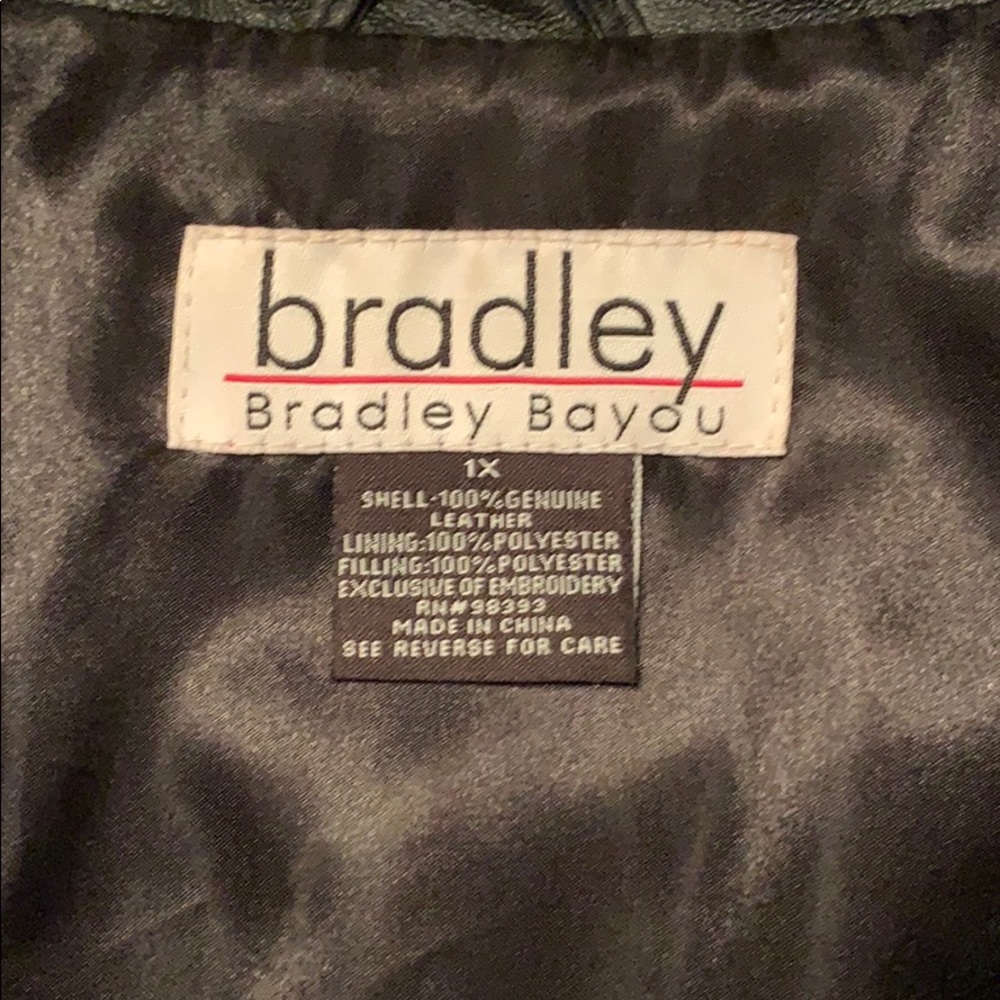 bradley
Bradley Bayou
1X
SHELL:100%GENUINE
LEATHER
LINING:100%POLYESTER
FILLING:100%POLYESTER
EXCLUSIVE OF EMBROIDERY
RN#98393
MADE IN CHINA
SEE REVERSE FOR CARE